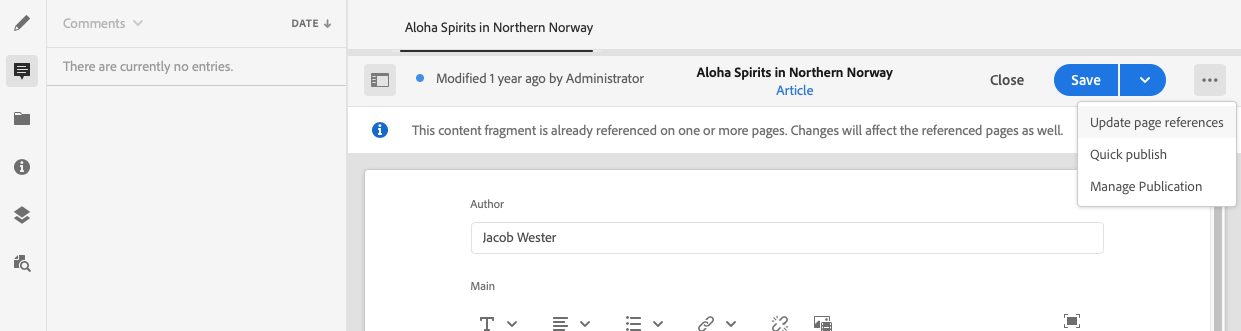 Comments
DATE
There are currently no entries.
Aloha Spirits in Northern Norway
Modified 1 year ago by Administrator
Aloha Spirits in Northern Norway
Article
Close
Save
This content fragment is already referenced on one or more pages. Changes will affect the referenced pages as well.
Update page references
Quick publish
Manage Publication
Author
Jacob Wester
Main